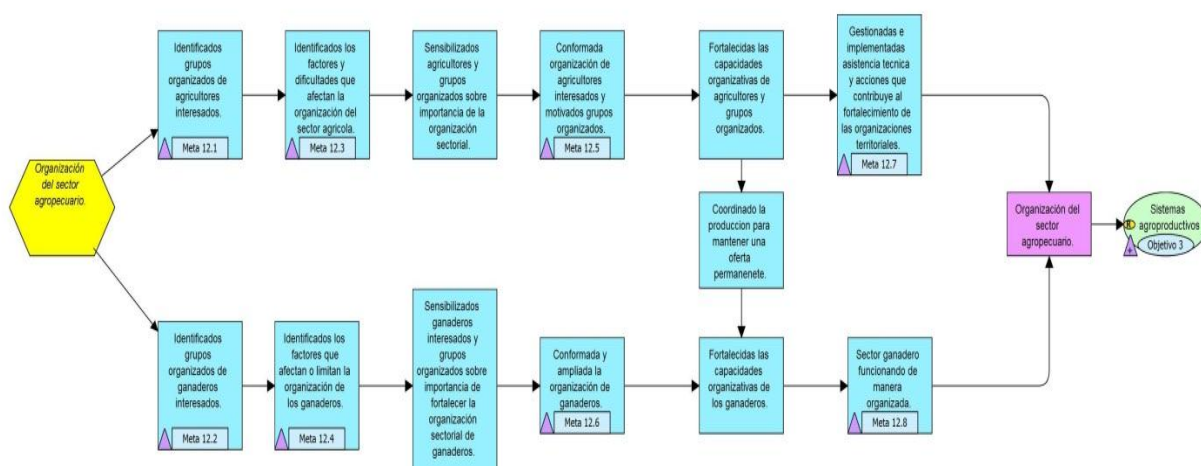 Organización
del sector
agropecuario.
Identificados
grupos
organizados de
agricultores
interesados.
Meta 12.1
Identificados los
factores y
dificultades que
afectan la
organización del
sector agricola.
Meta 12.3
Sensibilizados
agricultores y
grupos
organizados sobre
importancia de la
organización
sectorial.
Conformada
organización de
agricultores
interesados y
motivados grupos
organizados.
Meta 12.5
Fortalecidas las
capacidades
organizativas de
agricultores y
grupos
organizados.
Gestionadas e
implementadas
asistencia tecnica
y acciones que
contribuye al
fortalecimiento de
las organizaciones
territoriales.
Meta 12.7
Coordinado la
produccion para
mantener una
oferta
permanenete.
Organización del
sector
agropecuario.
Sistemas
agroproductivos
Objetivo 3
Identificados
grupos
organizados de
ganaderos
interesados.
Meta 12.2
Identificados los
factores que
afectan o limitan la
organización de
los ganaderos.
Meta 12.4
Sensibilizados
ganaderos
interesados y
grupos
organizados sobre
importancia de
fortalecer la
organización
sectorial de
ganaderos.
Conformada y
ampliada la
organización de
ganaderos.
Meta 12.6
Fortalecidas las
capacidades
organizativas de
los ganaderos.
Sector ganadero
funcionando de
manera
organizada.
Meta 12.8